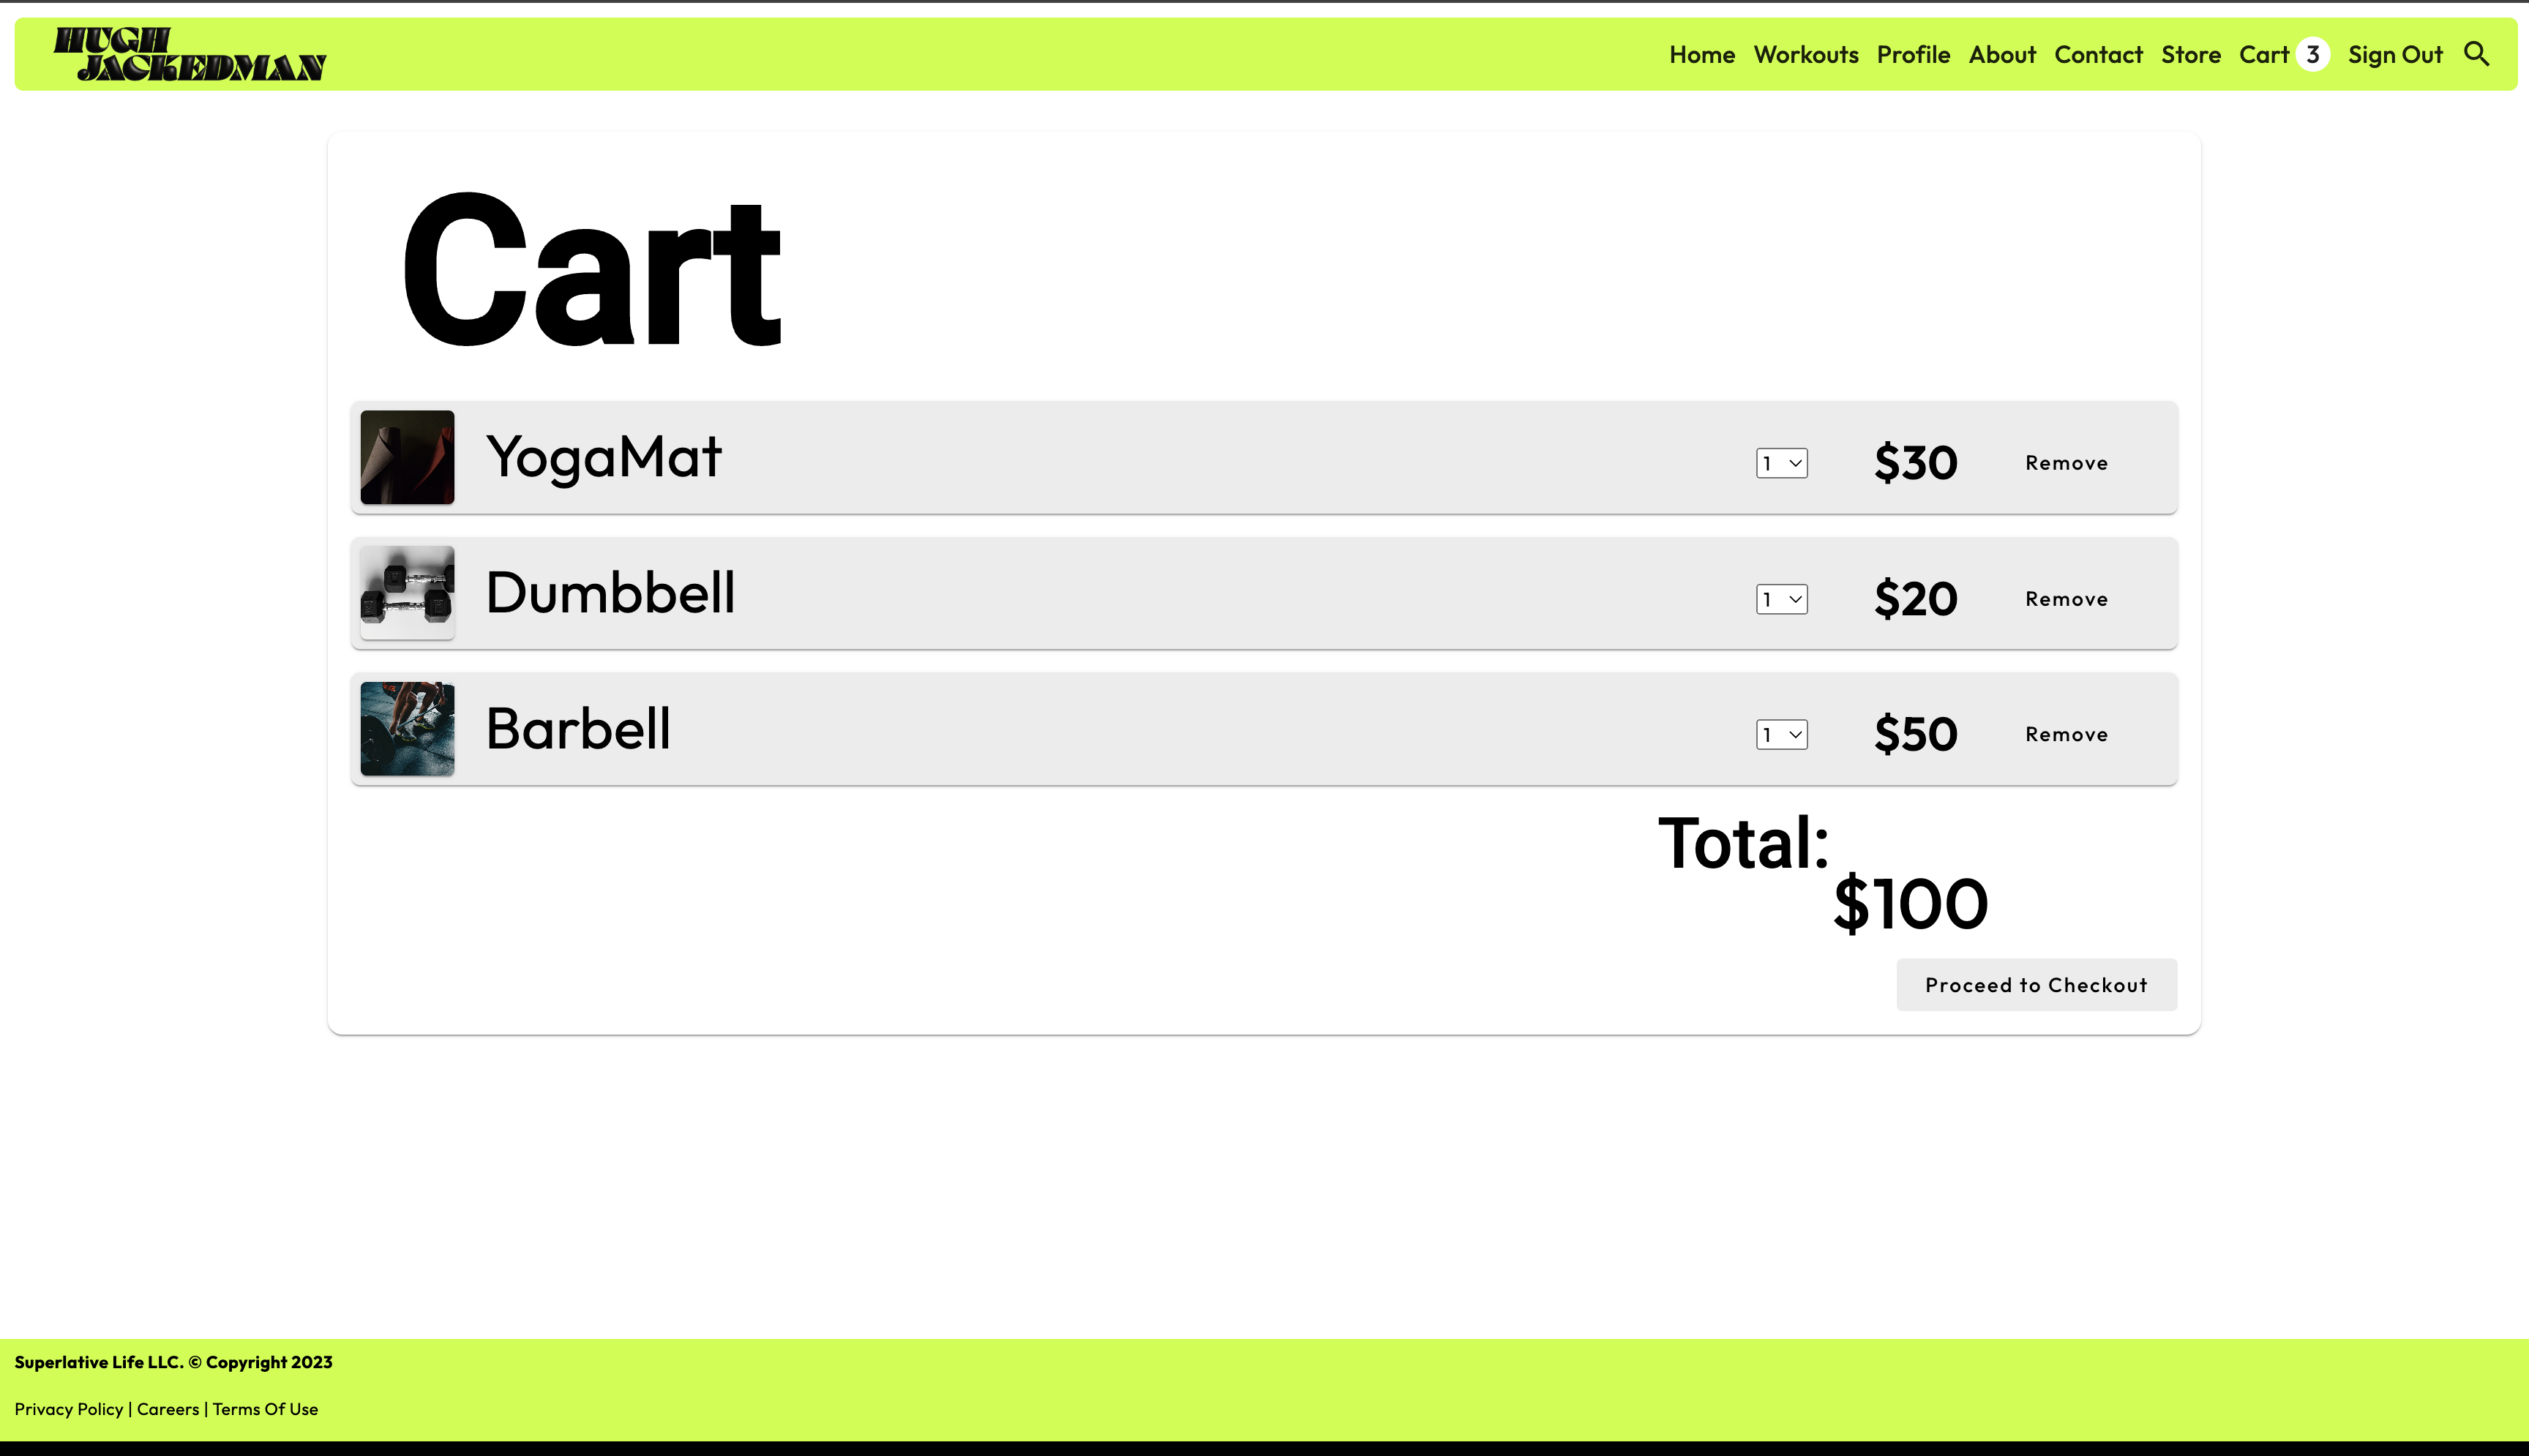 HUGH
JACKEDMAN
Home Workouts Profile About Contact Store Cart 3 Sign Out
Cart
YogaMat 1 $30 Remove
Dumbbell 1 $20 Remove
Barbell 1 $50 Remove
Total:
$100
Proceed to Checkout
Superlative Life LLC. © Copyright 2023
Privacy Policy | Careers | Terms Of Use